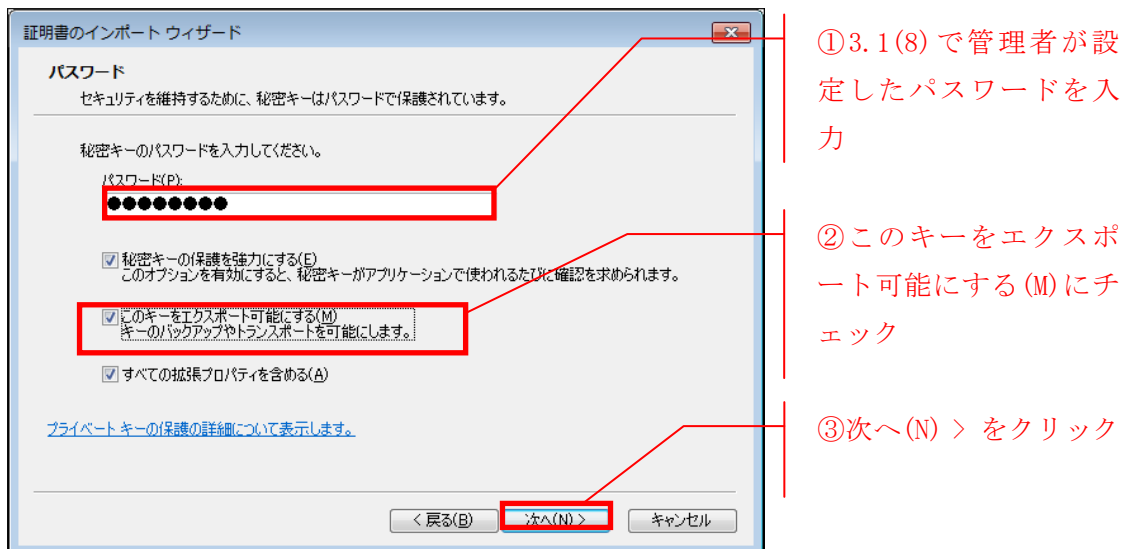 証明書のインポート ウィザード
パスワード
セキュリティを維持するために、秘密キーはパスワードで保護されています。
秘密キーのパスワードを入力してください。
パスワード(P):
●●●●●●●●
秘密キーの保護を強力にする(E)
このオプションを有効にすると、秘密キーがアプリケーションで使われるたびに確認を求められます。
このキーをエクスポート可能にする(M)
キーのバックアップやトランスポートを可能にします。
すべての拡張プロパティを含める(A)
プライベート キーの保護の詳細について表示します。
< 戻る(B)
次へ(N) >
キャンセル
①3.1(8)で管理者が設
定したパスワードを入
力
②このキーをエクスポ
ート可能にする(M)にチ
ェック
③次へ(N) > をクリック